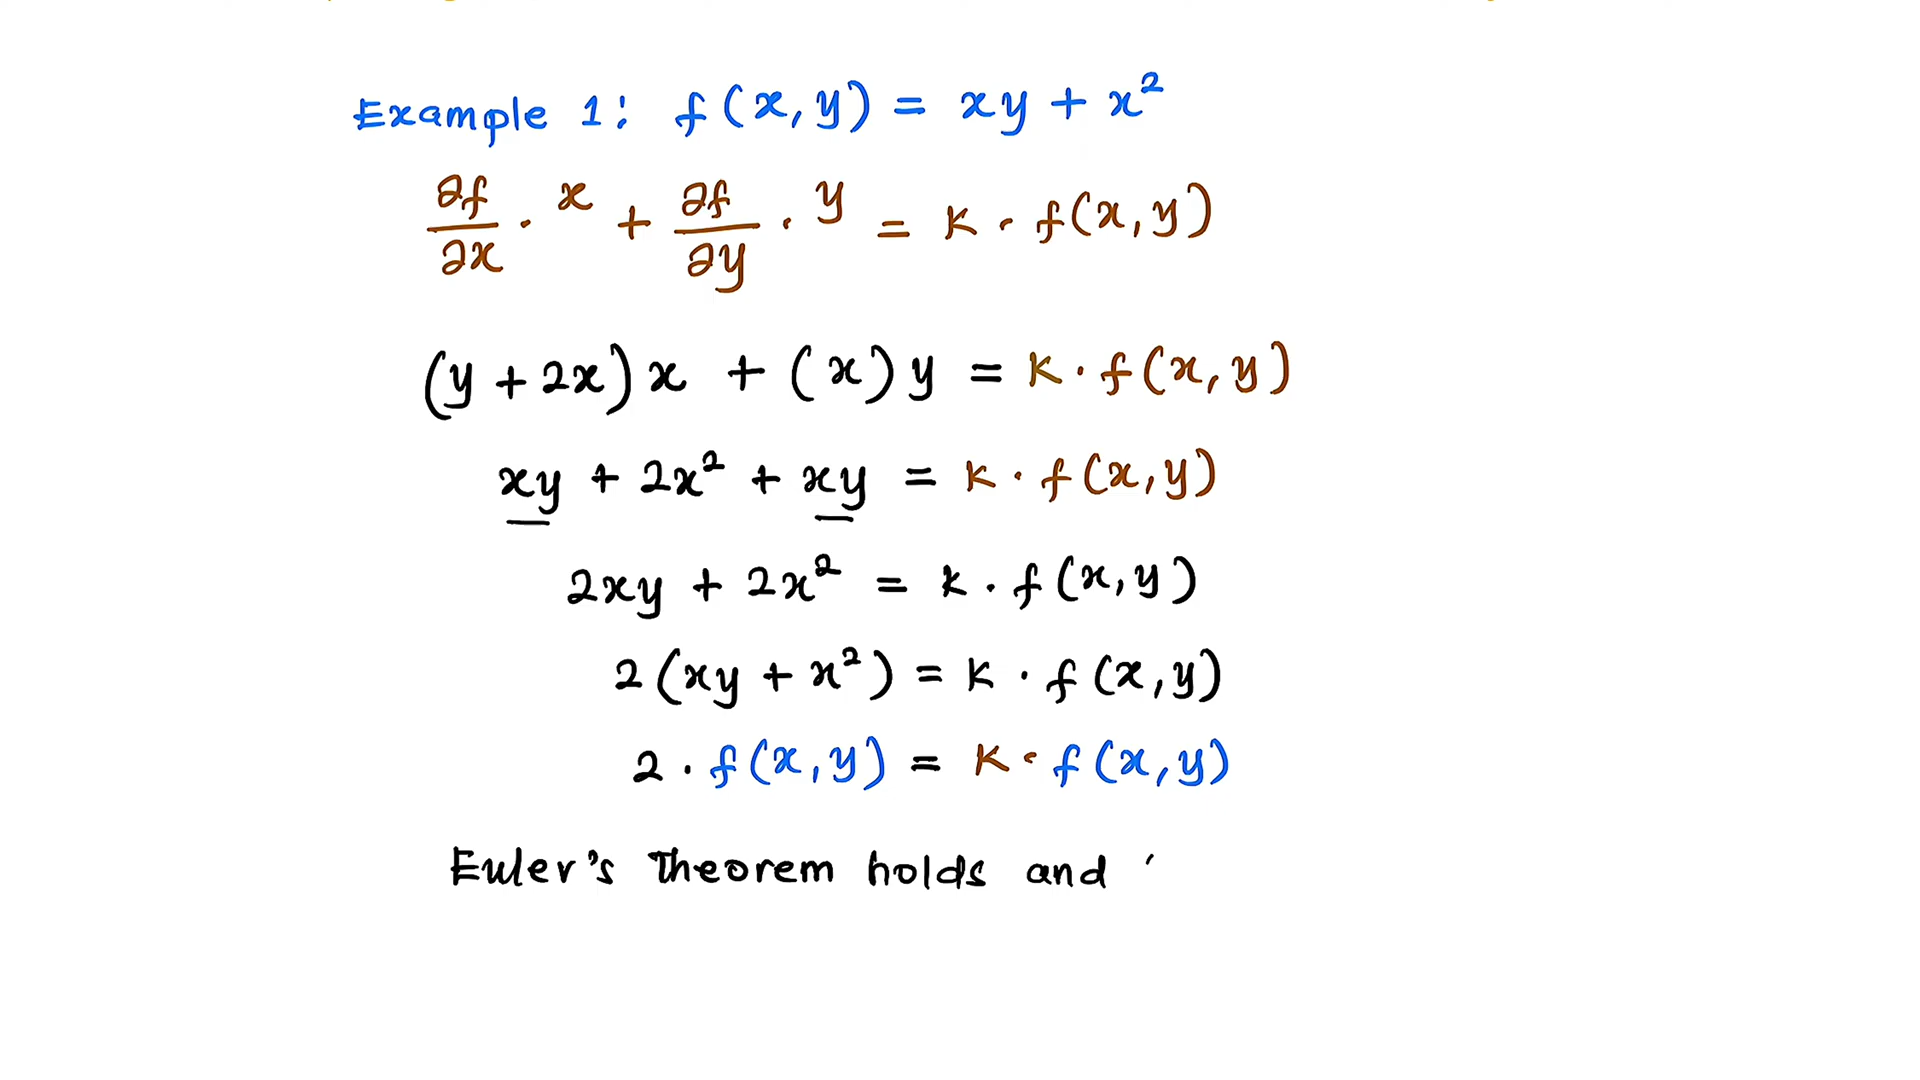 Example 1: f(x,y) = xy + x²
∂f/∂x · x + ∂f/∂y · y = K · f(x,y)
(y + 2x)x + (x)y = K · f(x,y)
xy + 2x² + xy = K · f(x,y)
2xy + 2x² = K · f(x,y)
2(xy + x²) = K · f(x,y)
2 · f(x,y) = K · f(x,y)
Euler's Theorem holds and